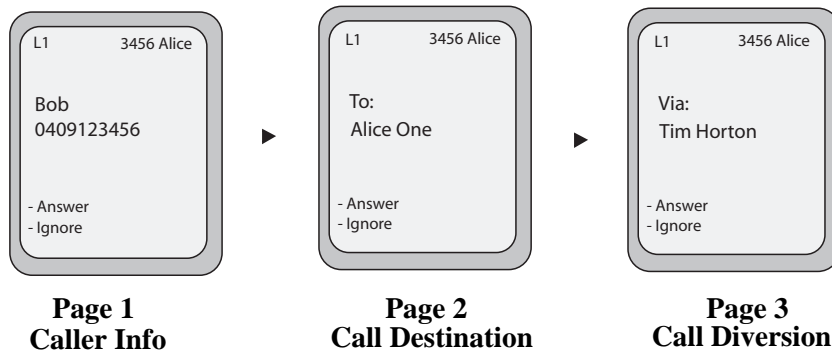 L1 3456 Alice
Bob
0409123456
- Answer
- Ignore
Page 1
Caller Info
L1 3456 Alice
To:
Alice One
- Answer
- Ignore
Page 2
Call Destination
L1 3456 Alice
Via:
Tim Horton
- Answer
- Ignore
Page 3
Call Diversion